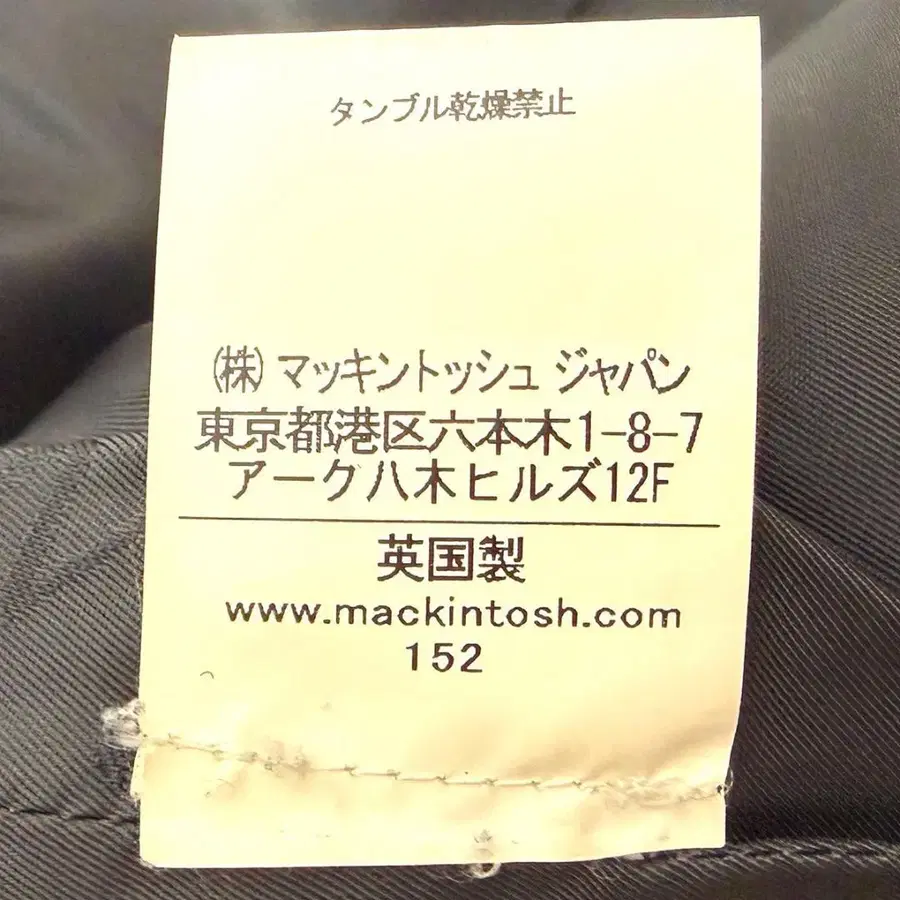 タンブル乾燥禁止
㈱ マッキントッシュ ジャパン
東京都港区六本木1-8-7
アーク八木ヒルズ12F
英国製
www.mackintosh.com
152